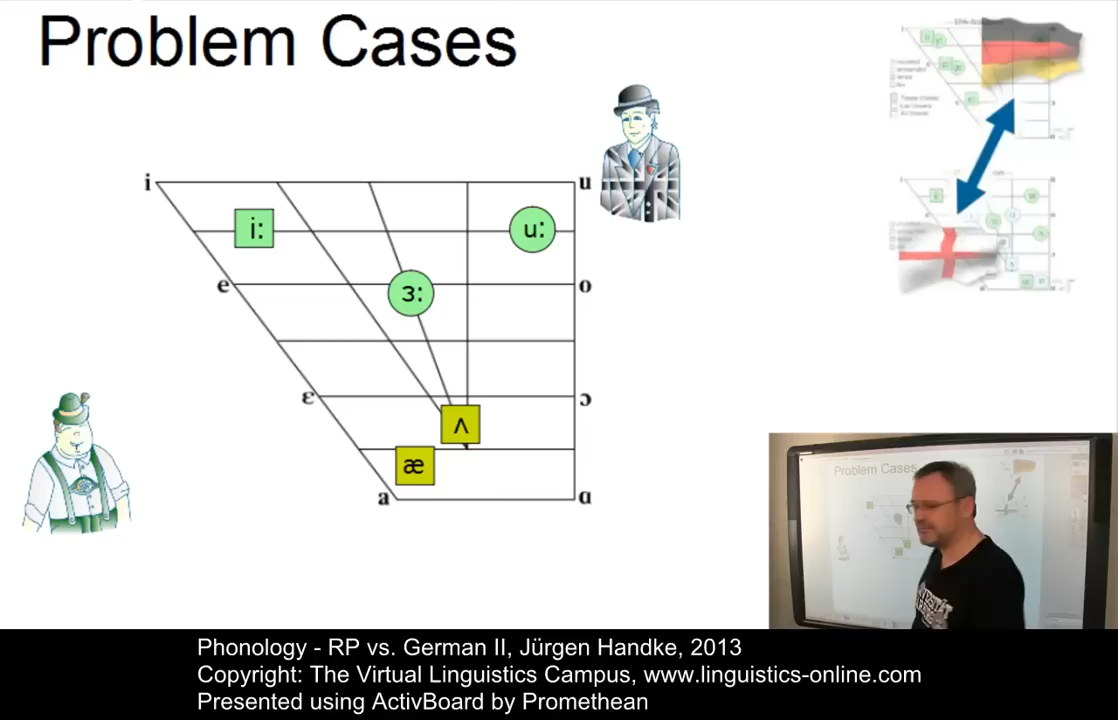 Problem Cases
i
u
i:
u:
e
ɜ:
o
ɛ
ʌ
ɔ
æ
a
ɑ
Problem Cases
Phonology - RP vs. German II, Jürgen Handke, 2013
Copyright: The Virtual Linguistics Campus, www.linguistics-online.com
Presented using ActivBoard by Promethean